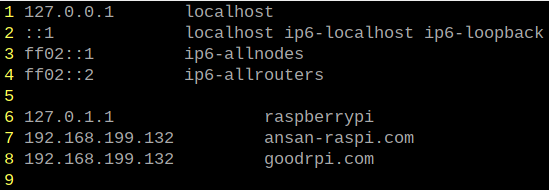 1 127.0.0.1 localhost
2 ::1 localhost ip6-localhost ip6-loopback
3 ff02::1 ip6-allnodes
4 ff02::2 ip6-allrouters
5
6 127.0.1.1 raspberrypi
7 192.168.199.132 ansan-raspi.com
8 192.168.199.132 goodrpi.com
9